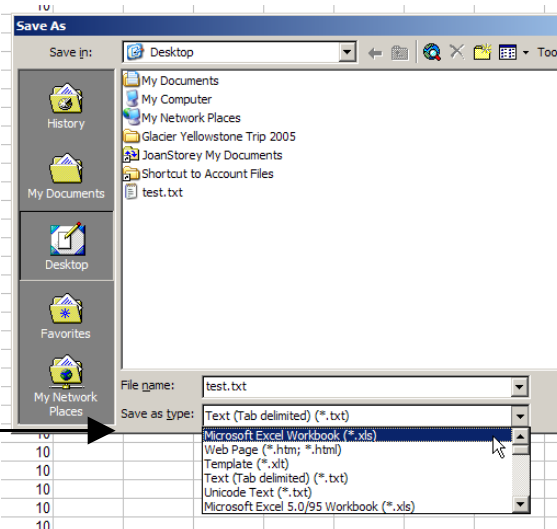 10
Save As
Save in:
Desktop
Too
History
My Documents
Desktop
Favorites
My Network
Places
My Documents
My Computer
My Network Places
Glacier Yellowstone Trip 2005
JoanStorey My Documents
Shortcut to Account Files
test.txt
File name:
test.txt
Save as type:
Text (Tab delimited) (*.txt)
Microsoft Excel Workbook (*.xls)
Web Page (*.htm; *.html)
Template (*.xlt)
Text (Tab delimited) (*.txt)
Unicode Text (*.txt)
Microsoft Excel 5.0/95 Workbook (*.xls)
10
10
10
10
10
10